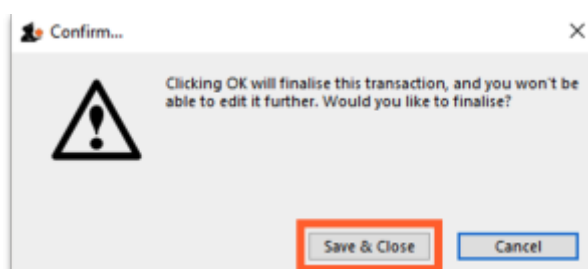 Confirm...
Clicking OK will finalise this transaction, and you won't be
able to edit it further. Would you like to finalise?
Save & Close Cancel